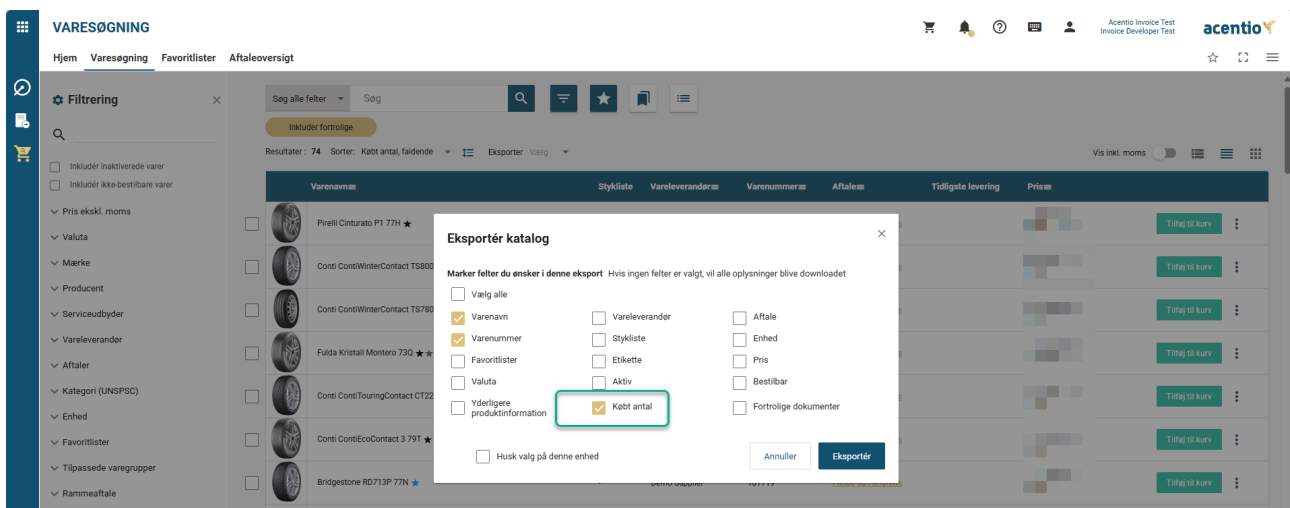 VARESØGNING
Acentio Invoice Test
Invoice Developer Test
acentio
Hjem Varesøgning Favoritlister Aftaleoversigt
Filtrering
Søg alle felter Søg
Inkluder fortrolige
Resultater: 74 Sorter: Købt antal, faldende Eksporter Vælg
Vis inkl. moms
Inkludér inaktiverede varer
Inkludér ikke-bestilbare varer
Pris ekskl. moms
Valuta
Mærke
Producent
Serviceudbyder
Vareleverandør
Aftaler
Kategori (UNSPSC)
Enhed
Favoritlister
Tilpassede varegrupper
Rammeaftale
Varenavn Stykliste Vareleverandør Varenummer Aftale Tidligste levering Pris
Pirelli Cinturato P1 77H
Tilføj til kurv
Conti ContiWinterContact TS800
Tilføj til kurv
Conti ContiWinterContact TS780
Tilføj til kurv
Fulda Kristall Montero 73Q
Tilføj til kurv
Conti ContiTouringContact CT22
Tilføj til kurv
Conti ContiEcoContact 3 79T
Tilføj til kurv
Bridgestone RD713P 77N
Tilføj til kurv
Eksportér katalog
Marker felter du ønsker i denne eksport Hvis ingen felter er valgt, vil alle oplysninger blive downloadet
Vælg alle
Varenavn Vareleverandør Aftale
Varenummer Stykliste Enhed
Favoritlister Etikette Pris
Valuta Aktiv Bestilbar
Yderligere
produktinformation
Købt antal Fortrolige dokumenter
Husk valg på denne enhed
Annuller Eksportér